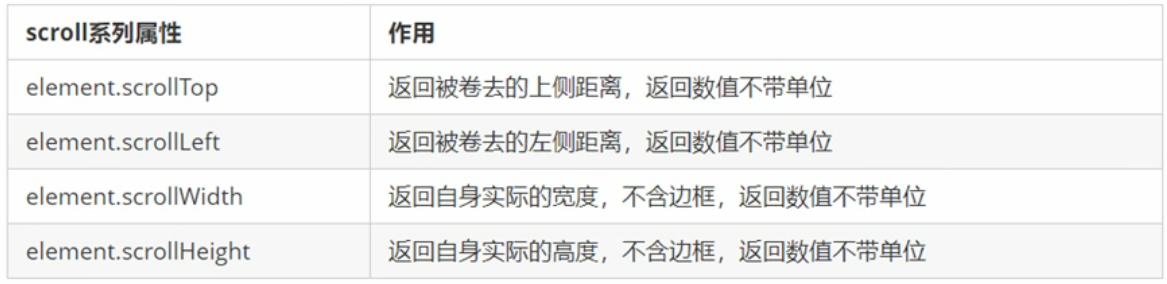 scroll系列属性 作用
element.scrollTop 返回被卷去的上侧距离，返回数值不带单位
element.scrollLeft 返回被卷去的左侧距离，返回数值不带单位
element.scrollWidth 返回自身实际的宽度，不含边框，返回数值不带单位
element.scrollHeight 返回自身实际的高度，不含边框，返回数值不带单位